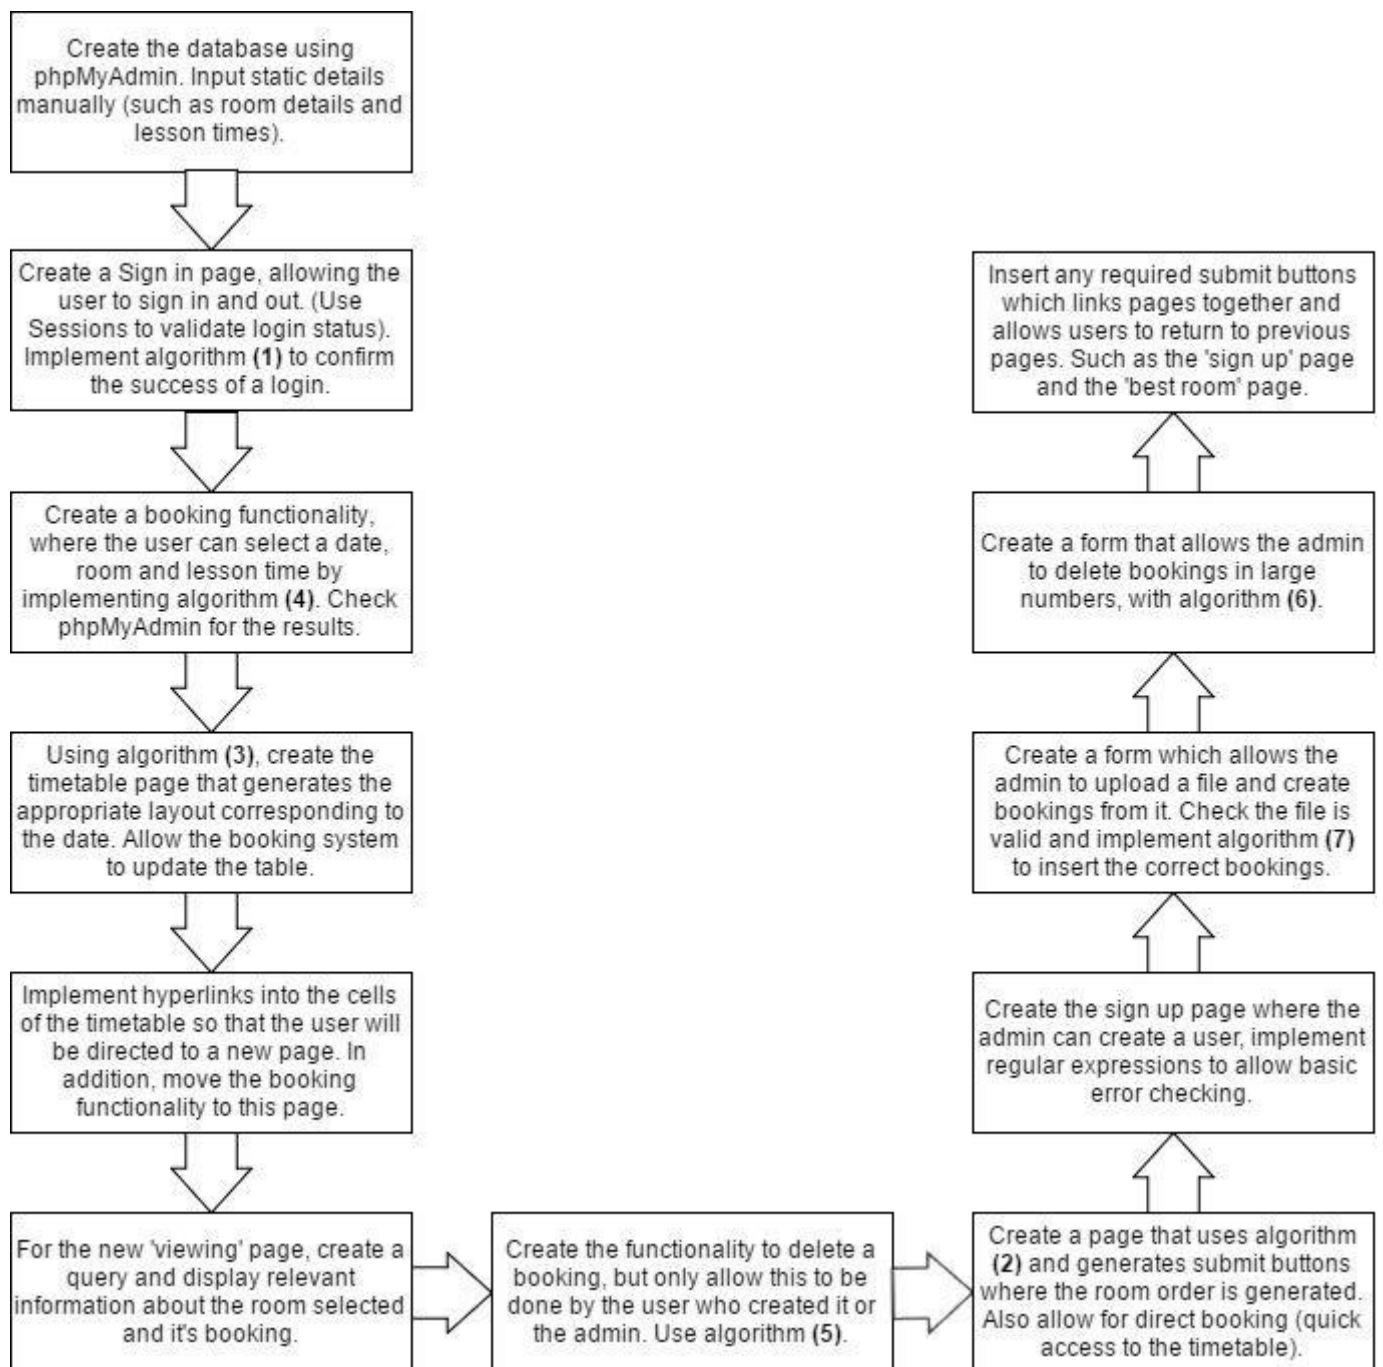 Create the database using
phpMyAdmin. Input static details
manually (such as room details and
lesson times).
Create a Sign in page, allowing the
user to sign in and out. (Use
Sessions to validate login status).
Implement algorithm (1) to confirm
the success of a login.
Create a booking functionality,
where the user can select a date,
room and lesson time by
implementing algorithm (4). Check
phpMyAdmin for the results.
Using algorithm (3), create the
timetable page that generates the
appropriate layout corresponding to
the date. Allow the booking system
to update the table.
Implement hyperlinks into the cells
of the timetable so that the user will
be directed to a new page. In
addition, move the booking
functionality to this page.
For the new 'viewing' page, create a
query and display relevant
information about the room selected
and it's booking.
Create the functionality to delete a
booking, but only allow this to be
done by the user who created it or
the admin. Use algorithm (5).
Create a page that uses algorithm
(2) and generates submit buttons
where the room order is generated.
Also allow for direct booking (quick
access to the timetable).
Create the sign up page where the
admin can create a user, implement
regular expressions to allow basic
error checking.
Create a form which allows the
admin to upload a file and create
bookings from it. Check the file is
valid and implement algorithm (7)
to insert the correct bookings.
Create a form that allows the admin
to delete bookings in large
numbers, with algorithm (6).
Insert any required submit buttons
which links pages together and
allows users to return to previous
pages. Such as the 'sign up' page
and the 'best room' page.